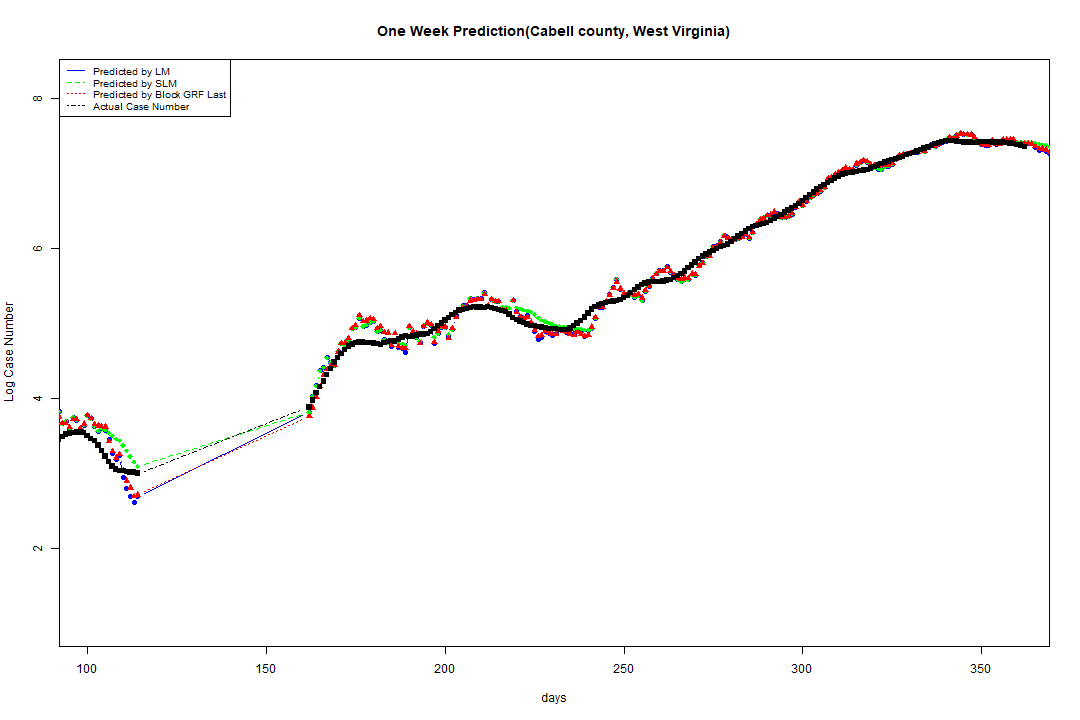 One Week Prediction(Cabell county, West Virginia)
Predicted by LM
Predicted by SLM
Predicted by Block GRF Last
Actual Case Number
8
6
4
2
Log Case Number
100 150 200 250 300 350
days